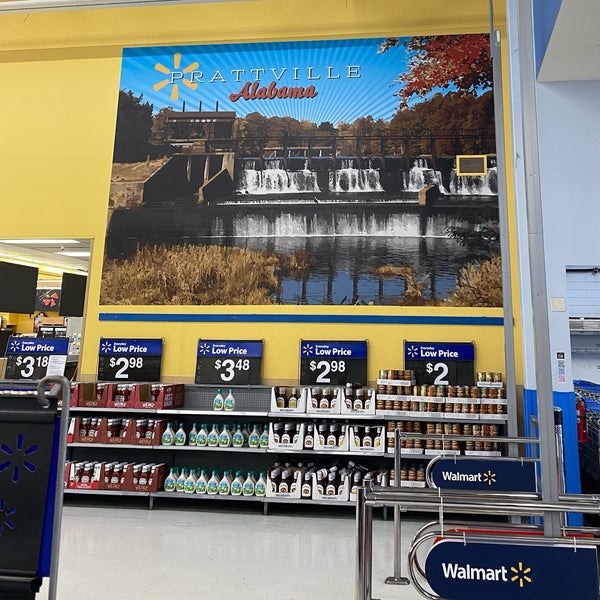 PRATTVILLE
Alabama
Everyday
Low Price
$3.18
Everyday
Low Price
$2.98
Everyday
Low Price
$3.48
Everyday
Low Price
$2.98
Everyday
Low Price
$2
Walmart
Walmart